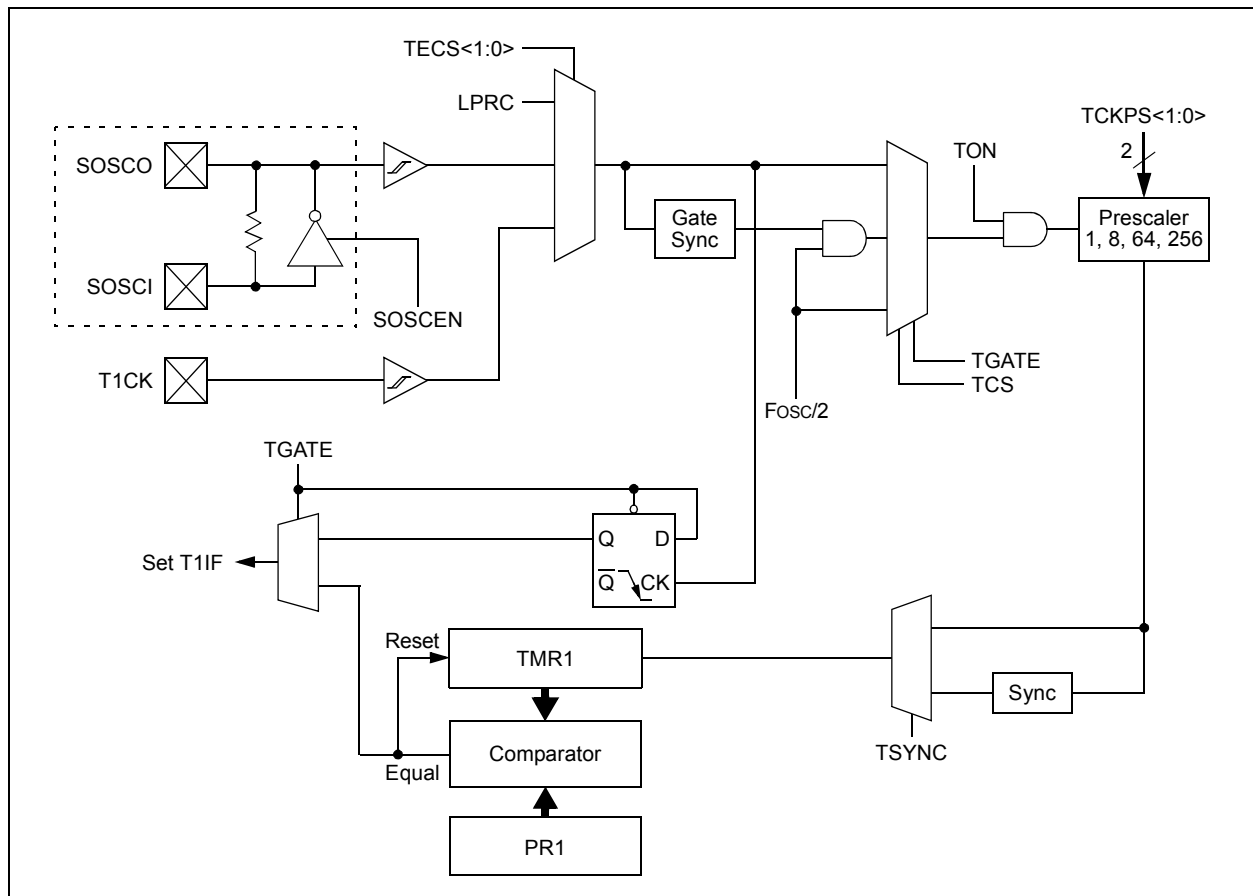 TECS<1:0>
LPRC
SOSCO
SOSCI
SOSCEN
T1CK
Gate
Sync
TON
TCKPS<1:0>
2
Prescaler
1, 8, 64, 256
TGATE
TCS
FOSC/2
TGATE
Set T1IF
Q D
Q CK
Reset
TMR1
Sync
TSYNC
Equal
Comparator
PR1